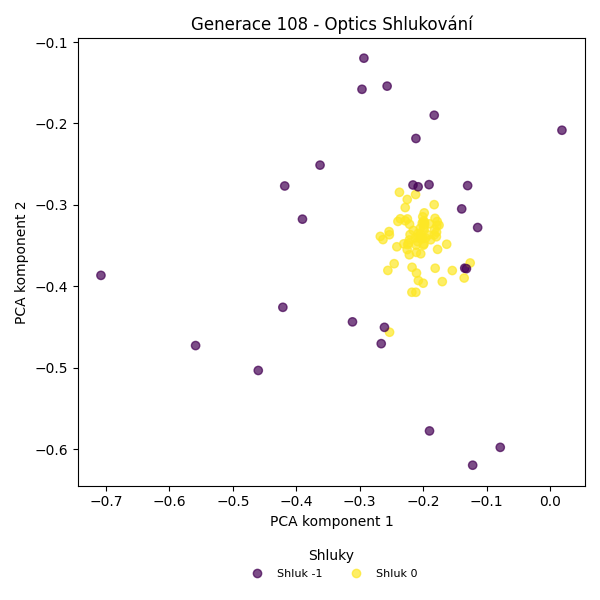 Generace 108 - Optics Shlukování
−0.1
−0.2
−0.3
−0.4
−0.5
−0.6
PCA komponent 2
−0.7
−0.6
−0.5
−0.4
−0.3
−0.2
−0.1
0.0
PCA komponent 1
Shluky
Shluk -1
Shluk 0